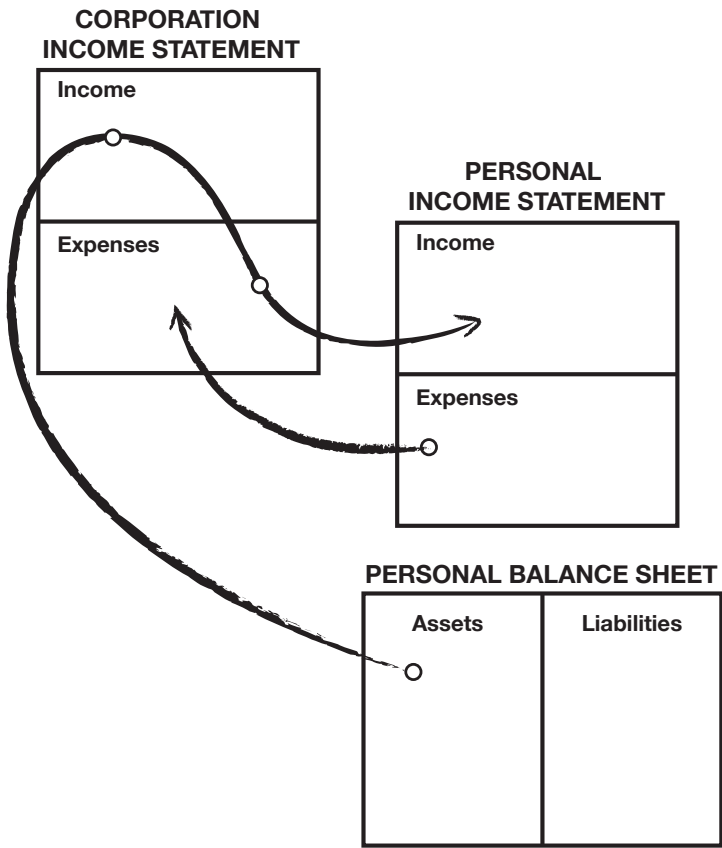 CORPORATION
INCOME STATEMENT
Income
Expenses
PERSONAL
INCOME STATEMENT
Income
Expenses
PERSONAL BALANCE SHEET
Assets
Liabilities